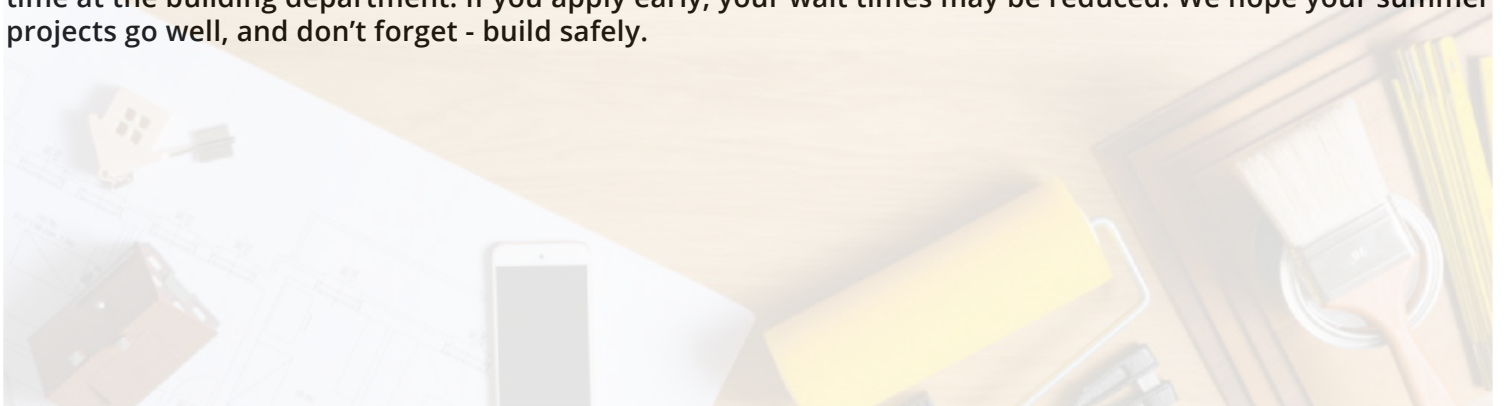 time at the building department. If you apply early, your wait times may be reduced. We hope your summer
projects go well, and don't forget - build safely.